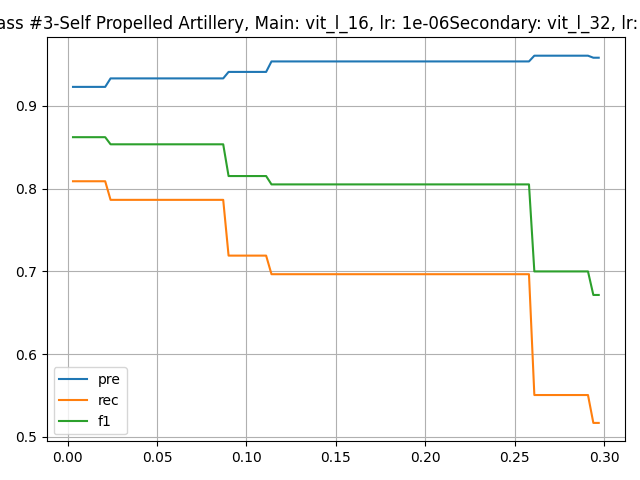 ass #3-Self Propelled Artillery, Main: vit_l_16, lr: 1e-06Secondary: vit_l_32, lr:
0.9
0.8
0.7
0.6
0.5
pre
rec
f1
0.00 0.05 0.10 0.15 0.20 0.25 0.30